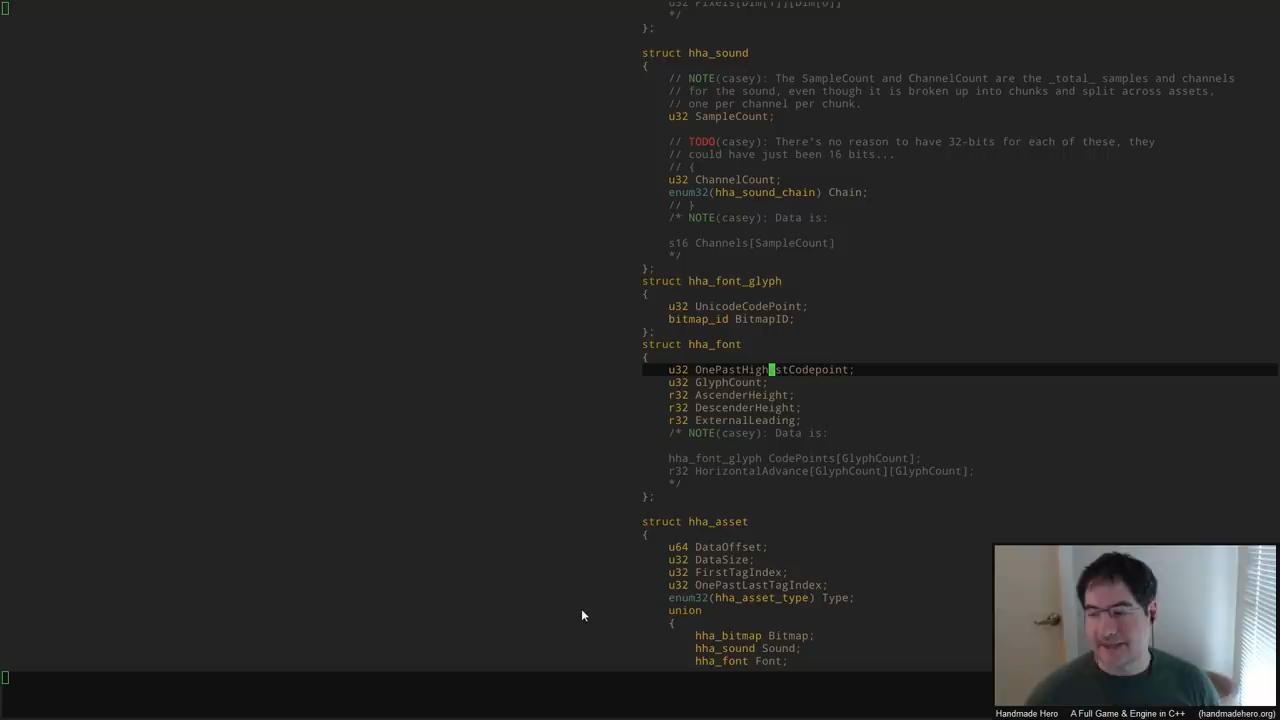 u32 Pixels[Dim[1]][Dim[0]]
*/
};
struct hha_sound
{
// NOTE(casey): The SampleCount and ChannelCount are the _total_ samples and channels
// for the sound, even though it is broken up into chunks and split across assets,
// one per channel per chunk.
u32 SampleCount;
// TODO(casey): There's no reason to have 32-bits for each of these, they
// could have just been 16 bits...
// {
u32 ChannelCount;
enum32(hha_sound_chain) Chain;
// }
/* NOTE(casey): Data is:
s16 Channels[SampleCount]
*/
};
struct hha_font_glyph
{
u32 UnicodeCodePoint;
bitmap_id BitmapID;
};
struct hha_font
{
u32 OnePastHighestCodepoint;
u32 GlyphCount;
r32 AscenderHeight;
r32 DescenderHeight;
r32 ExternalLeading;
/* NOTE(casey): Data is:
hha_font_glyph CodePoints[GlyphCount];
r32 HorizontalAdvance[GlyphCount][GlyphCount];
*/
};
struct hha_asset
{
u64 DataOffset;
u32 DataSize;
u32 FirstTagIndex;
u32 OnePastLastTagIndex;
enum32(hha_asset_type) Type;
union
{
hha_bitmap Bitmap;
hha_sound Sound;
hha_font Font;
Handmade Hero A Full Game & Engine in C++ (handmadehero.org)